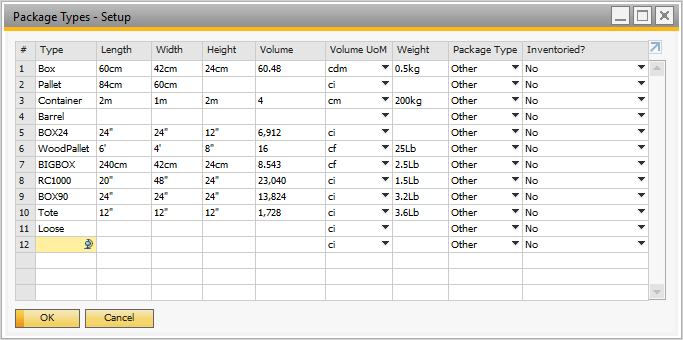 Package Types - Setup
# Type Length Width Height Volume Volume UoM Weight Package Type Inventoried?
1 Box 60cm 42cm 24cm 60.48 cdm 0.5kg Other No
2 Pallet 84cm 60cm ci Other No
3 Container 2m 1m 2m 4 cm 200kg Other No
4 Barrel Other No
5 BOX24 24" 24" 12" 6,912 ci Other No
6 WoodPallet 6' 4' 8" 16 cf 25Lb Other No
7 BIGBOX 240cm 42cm 24cm 8.543 cf 2.5Lb Other No
8 RC1000 20" 48" 24" 23,040 ci 1.5Lb Other No
9 BOX90 24" 24" 24" 13,824 ci 3.2Lb Other No
10 Tote 12" 12" 12" 1,728 ci 3.6Lb Other No
11 Loose ci Other No
12 ci Other No
OK Cancel